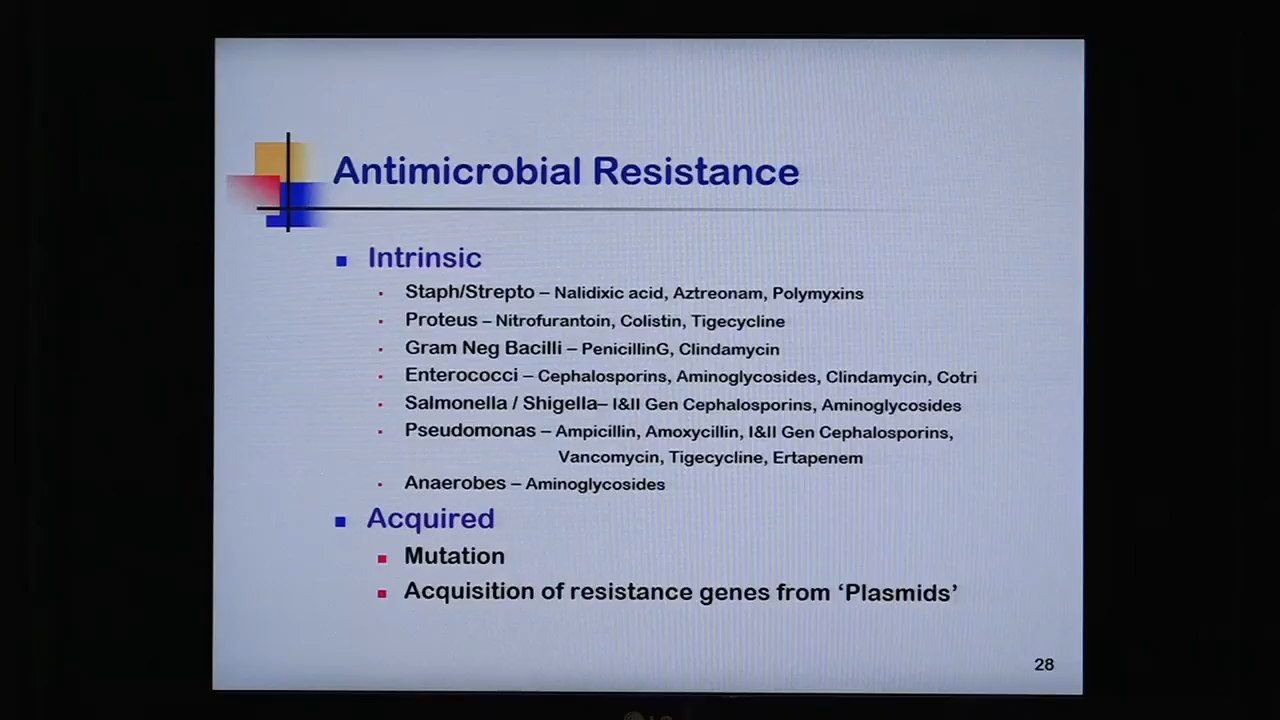 Antimicrobial Resistance
Intrinsic
Staph/Strepto – Nalidixic acid, Aztreonam, Polymyxins
Proteus – Nitrofurantoin, Colistin, Tigecycline
Gram Neg Bacilli – PenicillinG, Clindamycin
Enterococci – Cephalosporins, Aminoglycosides, Clindamycin, Cotri
Salmonella / Shigella– I&II Gen Cephalosporins, Aminoglycosides
Pseudomonas – Ampicillin, Amoxycillin, I&II Gen Cephalosporins,
Vancomycin, Tigecycline, Ertapenem
Anaerobes – Aminoglycosides
Acquired
Mutation
Acquisition of resistance genes from ‘Plasmids’
28